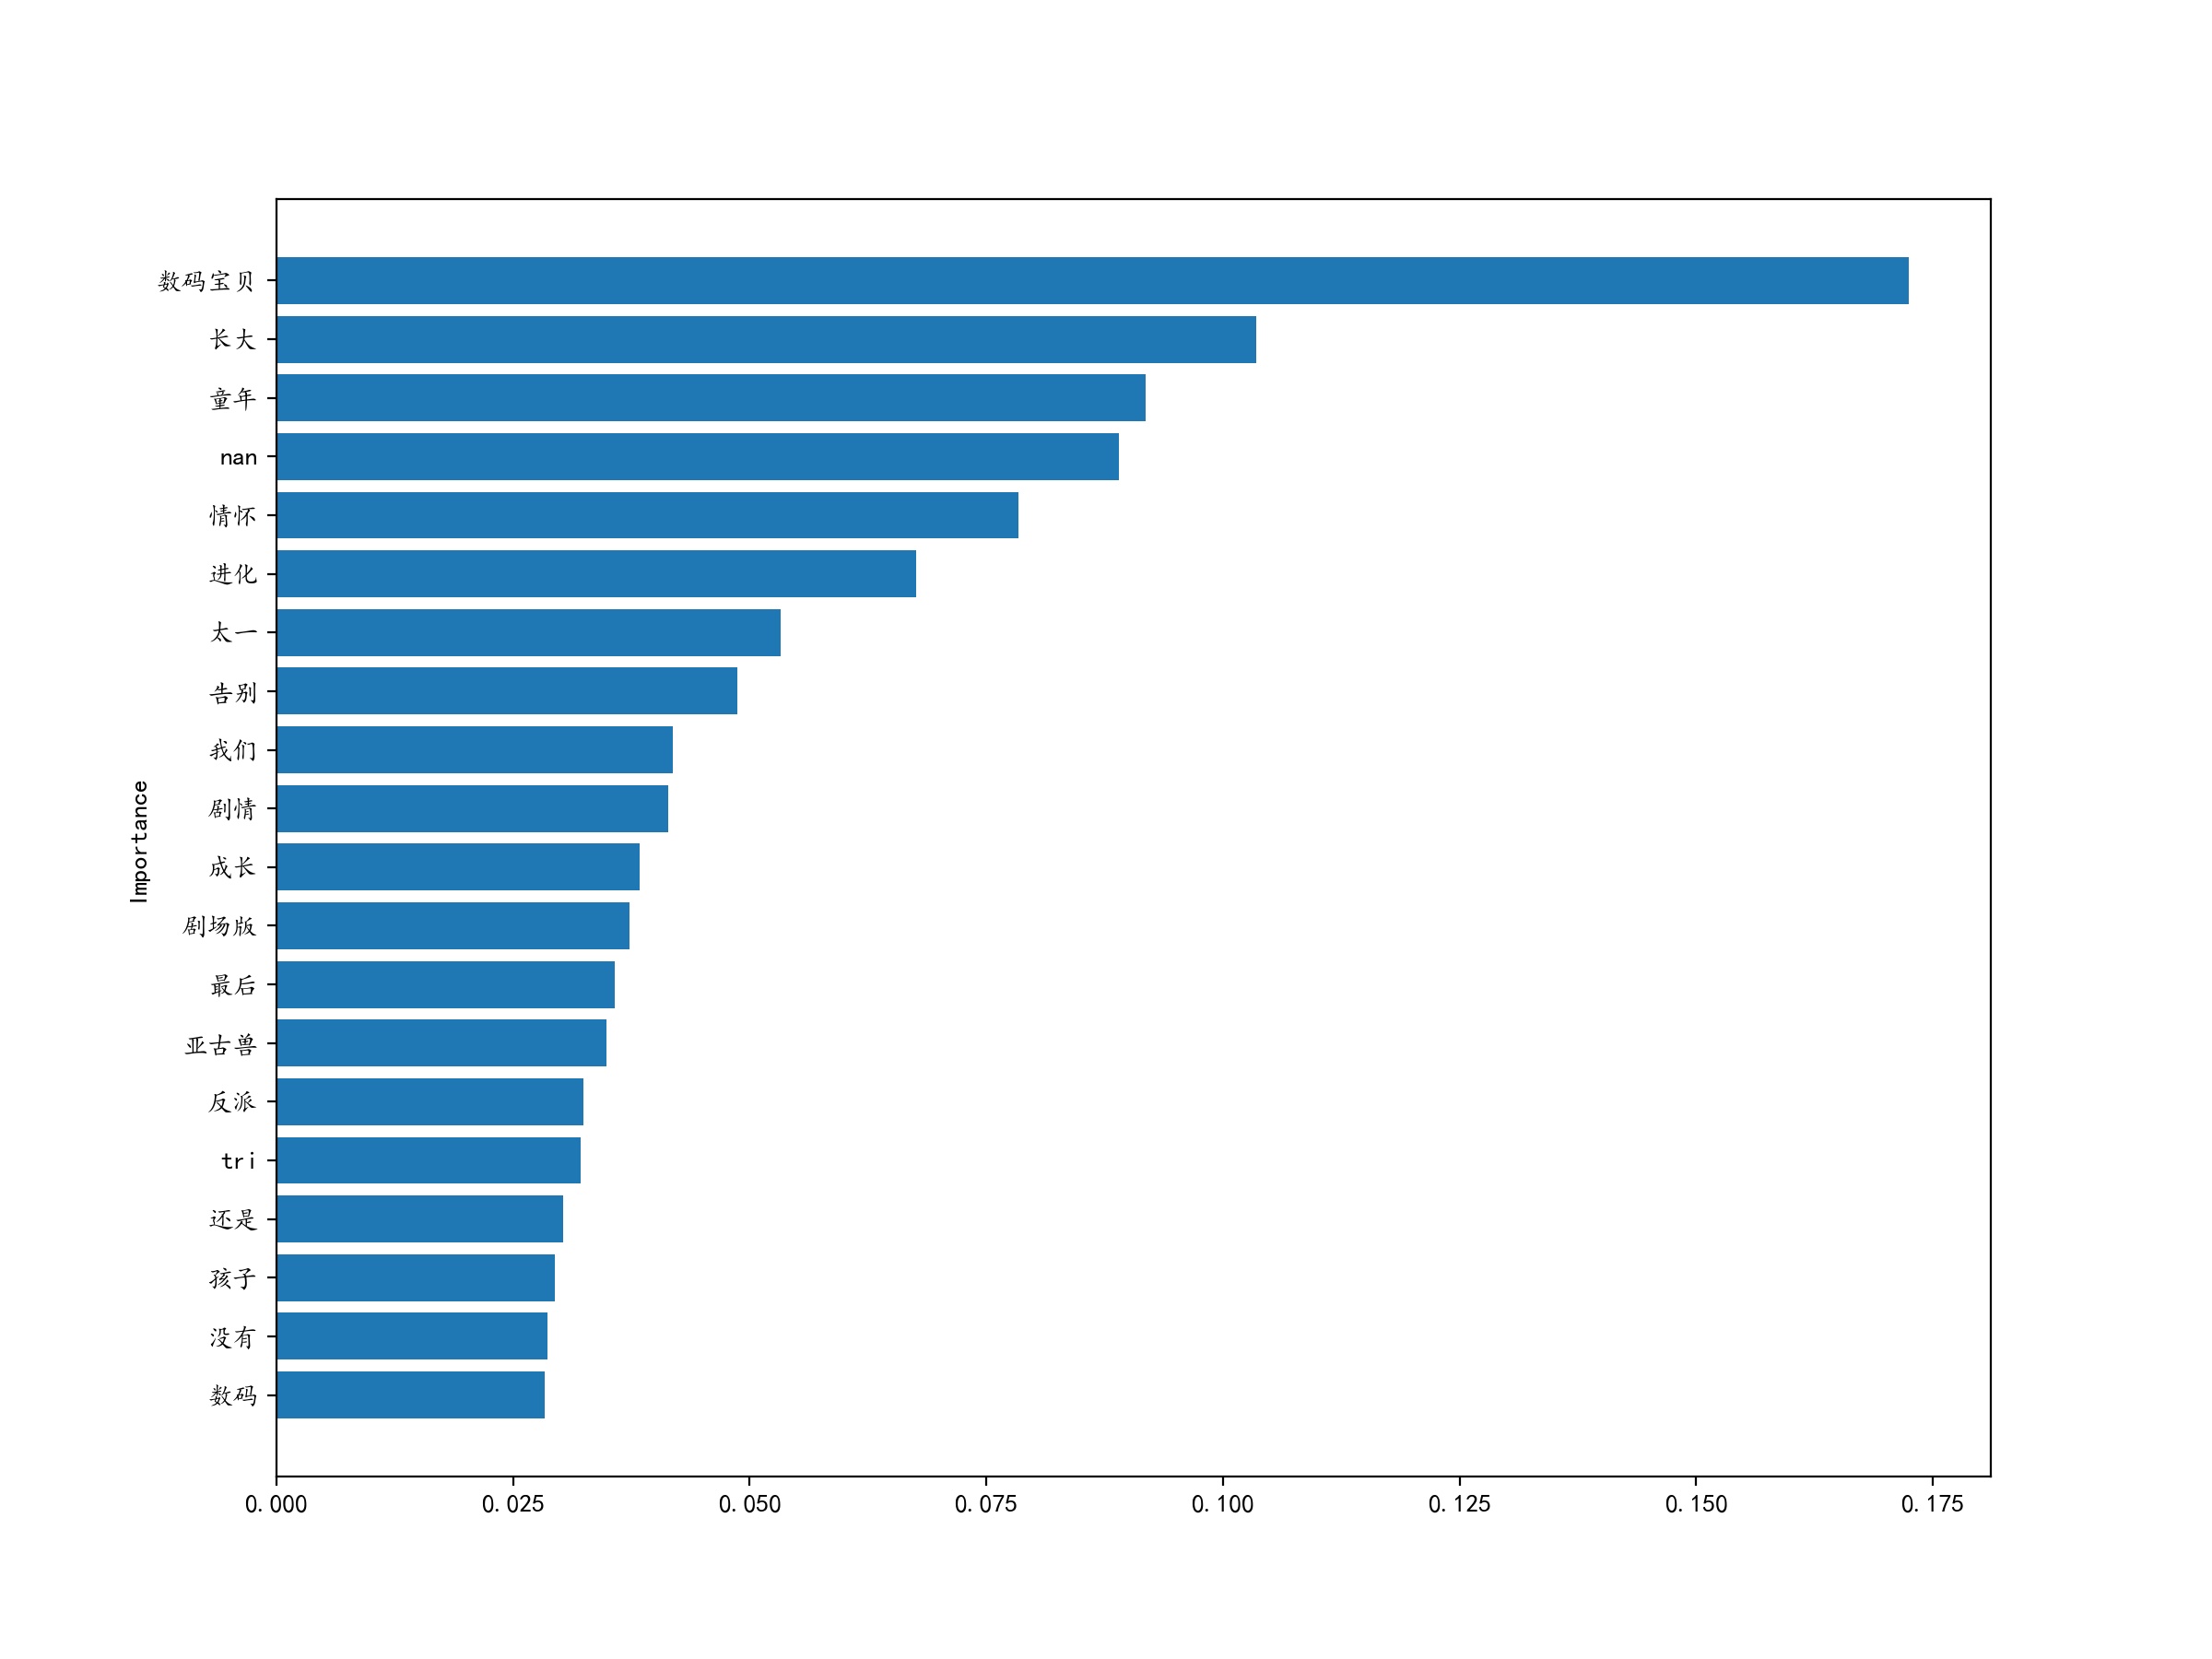 数码宝贝
长大
童年
nan
情怀
进化
太一
告别
我们
剧情
成长
剧场版
最后
亚古兽
反派
tri
还是
孩子
没有
数码
Importance
0.000 0.025 0.050 0.075 0.100 0.125 0.150 0.175